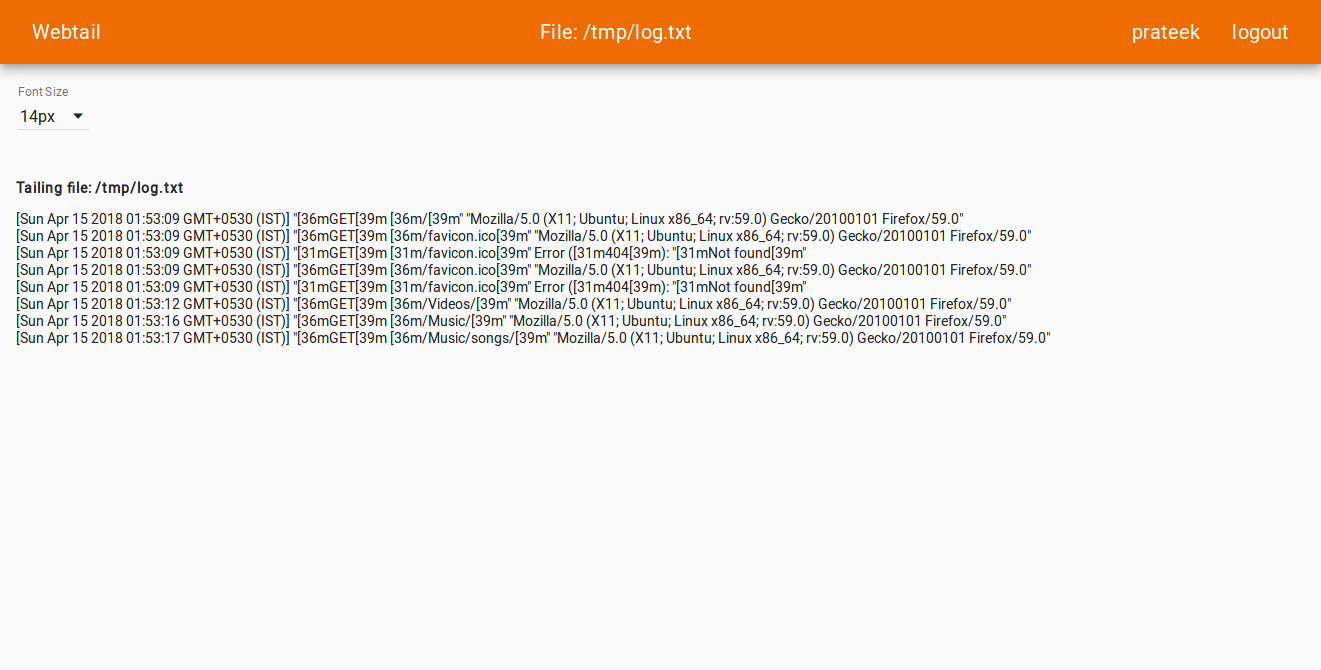 Webtail
File: /tmp/log.txt
prateek
logout
Font Size
14px
Tailing file: /tmp/log.txt
[Sun Apr 15 2018 01:53:09 GMT+0530 (IST)] "[36mGET[39m [36m/[39m" "Mozilla/5.0 (X11; Ubuntu; Linux x86_64; rv:59.0) Gecko/20100101 Firefox/59.0"
[Sun Apr 15 2018 01:53:09 GMT+0530 (IST)] "[36mGET[39m [36m/favicon.ico[39m" "Mozilla/5.0 (X11; Ubuntu; Linux x86_64; rv:59.0) Gecko/20100101 Firefox/59.0"
[Sun Apr 15 2018 01:53:09 GMT+0530 (IST)] "[31mGET[39m [31m/favicon.ico[39m" Error ([31m404[39m): "[31mNot found[39m"
[Sun Apr 15 2018 01:53:09 GMT+0530 (IST)] "[36mGET[39m [36m/favicon.ico[39m" "Mozilla/5.0 (X11; Ubuntu; Linux x86_64; rv:59.0) Gecko/20100101 Firefox/59.0"
[Sun Apr 15 2018 01:53:09 GMT+0530 (IST)] "[31mGET[39m [31m/favicon.ico[39m" Error ([31m404[39m): "[31mNot found[39m"
[Sun Apr 15 2018 01:53:12 GMT+0530 (IST)] "[36mGET[39m [36m/Videos/[39m" "Mozilla/5.0 (X11; Ubuntu; Linux x86_64; rv:59.0) Gecko/20100101 Firefox/59.0"
[Sun Apr 15 2018 01:53:16 GMT+0530 (IST)] "[36mGET[39m [36m/Music/[39m" "Mozilla/5.0 (X11; Ubuntu; Linux x86_64; rv:59.0) Gecko/20100101 Firefox/59.0"
[Sun Apr 15 2018 01:53:17 GMT+0530 (IST)] "[36mGET[39m [36m/Music/songs/[39m" "Mozilla/5.0 (X11; Ubuntu; Linux x86_64; rv:59.0) Gecko/20100101 Firefox/59.0"